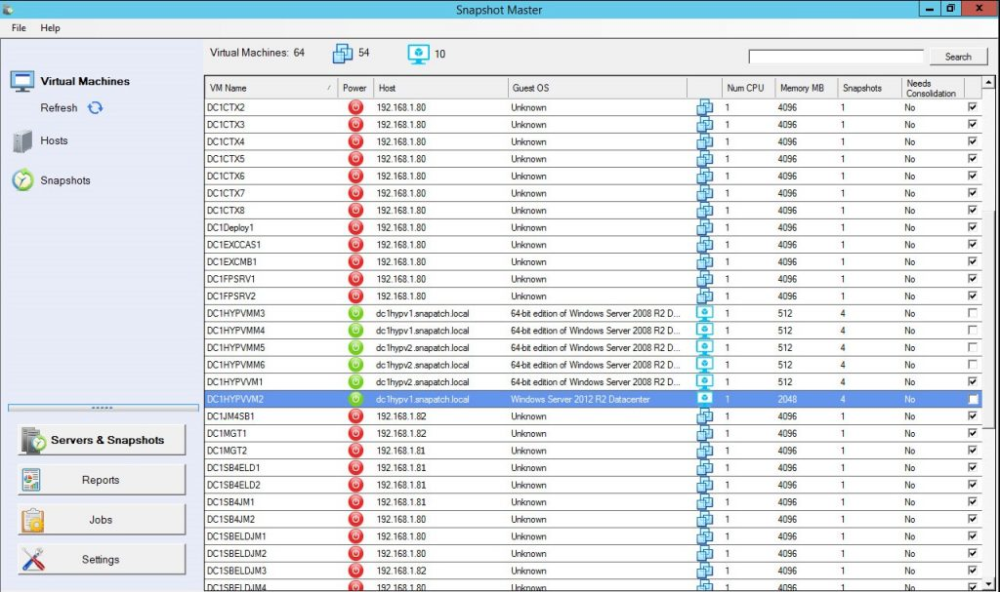 Snapshot Master
File Help
Virtual Machines: 64 54 10
Search
Virtual Machines
Refresh
Hosts
Snapshots
Servers & Snapshots
Reports
Jobs
Settings
VM Name Power Host Guest OS Num CPU Memory MB Snapshots Needs Consolidation
DC1CTX2 192.168.1.80 Unknown 1 4096 1 No
DC1CTX3 192.168.1.80 Unknown 1 4096 1 No
DC1CTX4 192.168.1.80 Unknown 1 4096 1 No
DC1CTX5 192.168.1.80 Unknown 1 4096 1 No
DC1CTX6 192.168.1.80 Unknown 1 4096 1 No
DC1CTX7 192.168.1.80 Unknown 1 4096 1 No
DC1CTX8 192.168.1.80 Unknown 1 4096 1 No
DC1Deploy1 192.168.1.80 Unknown 1 4096 1 No
DC1EXCCAS1 192.168.1.80 Unknown 1 4096 1 No
DC1EXCMB1 192.168.1.80 Unknown 1 4096 1 No
DC1FPSRV1 192.168.1.80 Unknown 1 4096 1 No
DC1FPSRV2 192.168.1.80 Unknown 1 4096 1 No
DC1HYPVMM3 dc1hypv1.snapatch.local 64-bit edition of Windows Server 2008 R2 D... 1 512 4 No
DC1HYPVMM4 dc1hypv1.snapatch.local 64-bit edition of Windows Server 2008 R2 D... 1 512 4 No
DC1HYPVMM5 dc1hypv2.snapatch.local 64-bit edition of Windows Server 2008 R2 D... 1 512 4 No
DC1HYPVMM6 dc1hypv2.snapatch.local 64-bit edition of Windows Server 2008 R2 D... 1 512 4 No
DC1HYPVVM1 dc1hypv2.snapatch.local 64-bit edition of Windows Server 2008 R2 D... 1 512 4 No
DC1HYPVVM2 dc1hypv1.snapatch.local Windows Server 2012 R2 Datacenter 1 2048 4 No
DC1JM4SB1 192.168.1.82 Unknown 1 4096 1 No
DC1MGT1 192.168.1.82 Unknown 1 4096 1 No
DC1MGT2 192.168.1.81 Unknown 1 4096 1 No
DC1SB4ELD1 192.168.1.81 Unknown 1 4096 1 No
DC1SB4ELD2 192.168.1.81 Unknown 1 4096 1 No
DC1SB4JM1 192.168.1.81 Unknown 1 4096 1 No
DC1SB4JM2 192.168.1.80 Unknown 1 4096 1 No
DC1SBELDJM1 192.168.1.80 Unknown 1 4096 1 No
DC1SBELDJM2 192.168.1.80 Unknown 1 4096 1 No
DC1SBELDJM3 192.168.1.82 Unknown 1 4096 1 No
DC1SBELDJM4 192.168.1.80 Unknown 1 4096 1 No